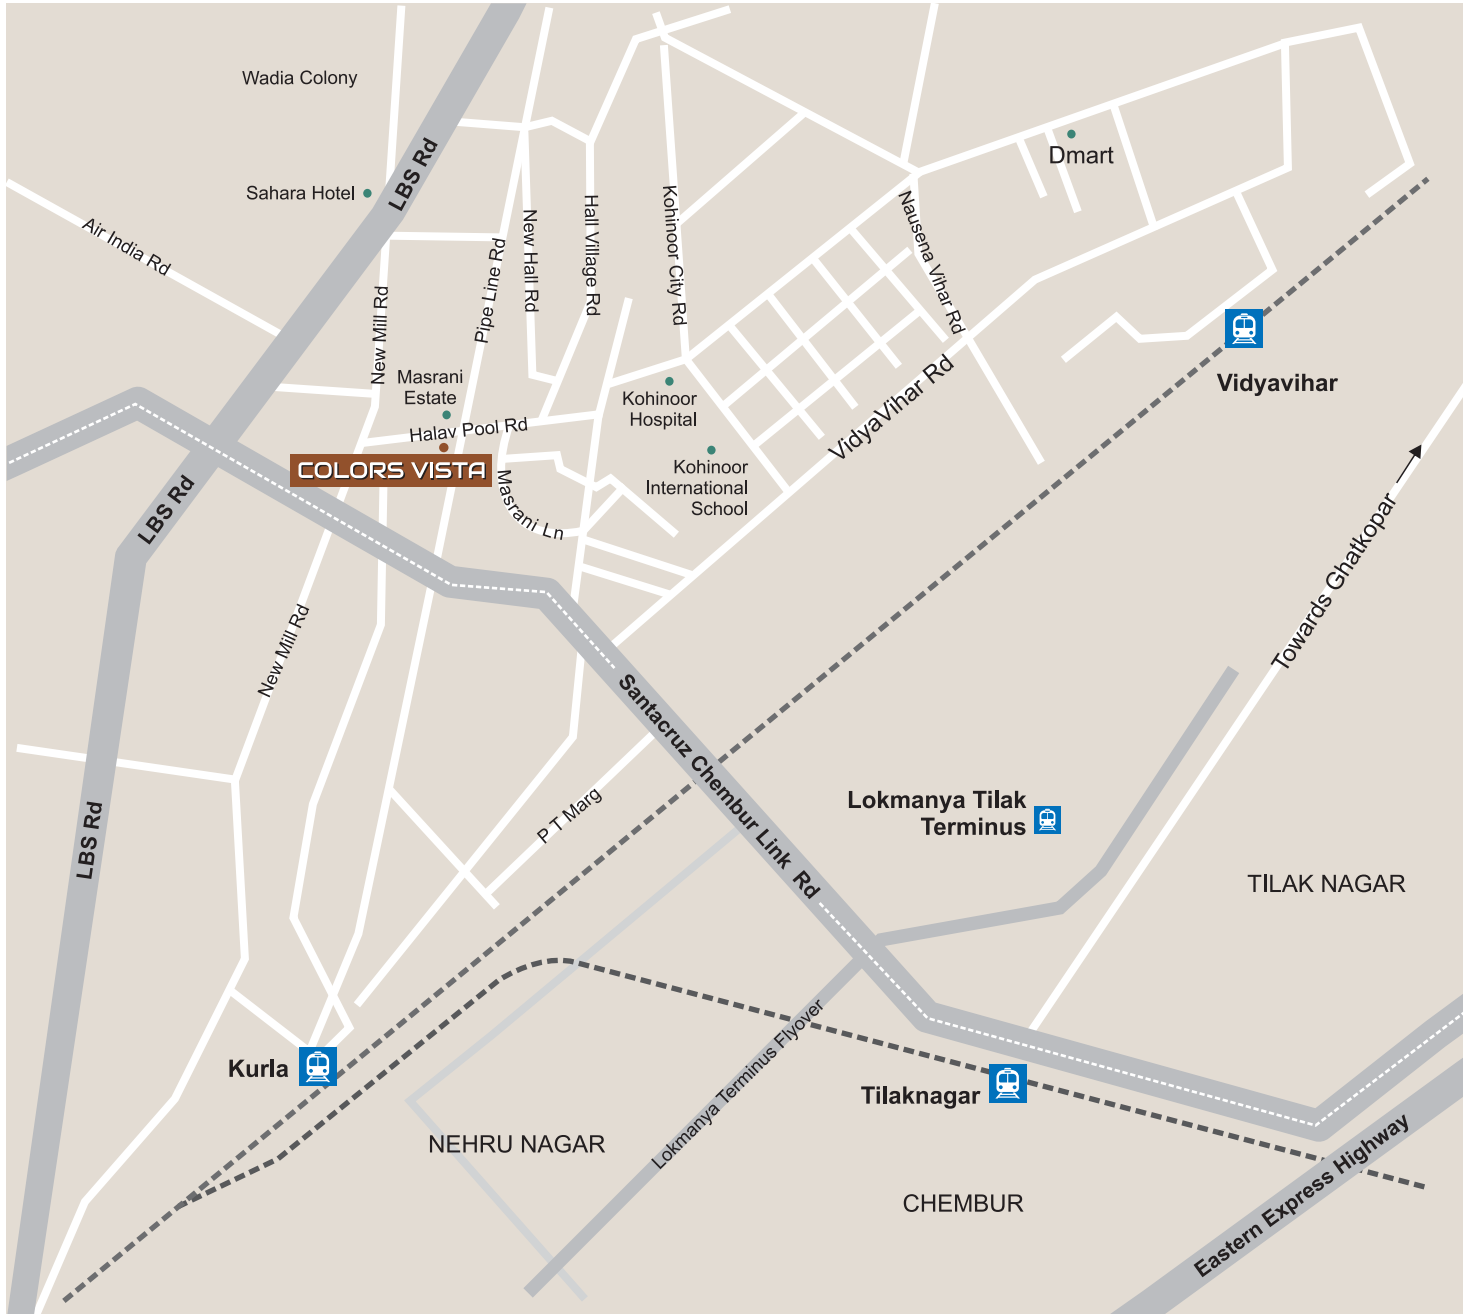 Wadia Colony
LBS Rd
Dmart
Sahara Hotel
Air India Rd
New Mill Rd
Pipe Line Rd
New Hall Rd
Hall Village Rd
Kohinoor City Rd
Nausena Vihar Rd
Vidyavihar
Masrani
Estate
Halav Pool Rd
Kohinoor
Hospital
VidyaVihar Rd
COLORS VISTA
Kohinoor
International
School
Masrani Ln
LBS Rd
Towards Ghatkopar
New Mill Rd
Santacruz Chembur Link Rd
P T Marg
LBS Rd
Lokmanya Tilak
Terminus
TILAK NAGAR
Kurla
Tilaknagar
Lokmanya Terminus Flyover
NEHRU NAGAR
CHEMBUR
Eastern Express Highway